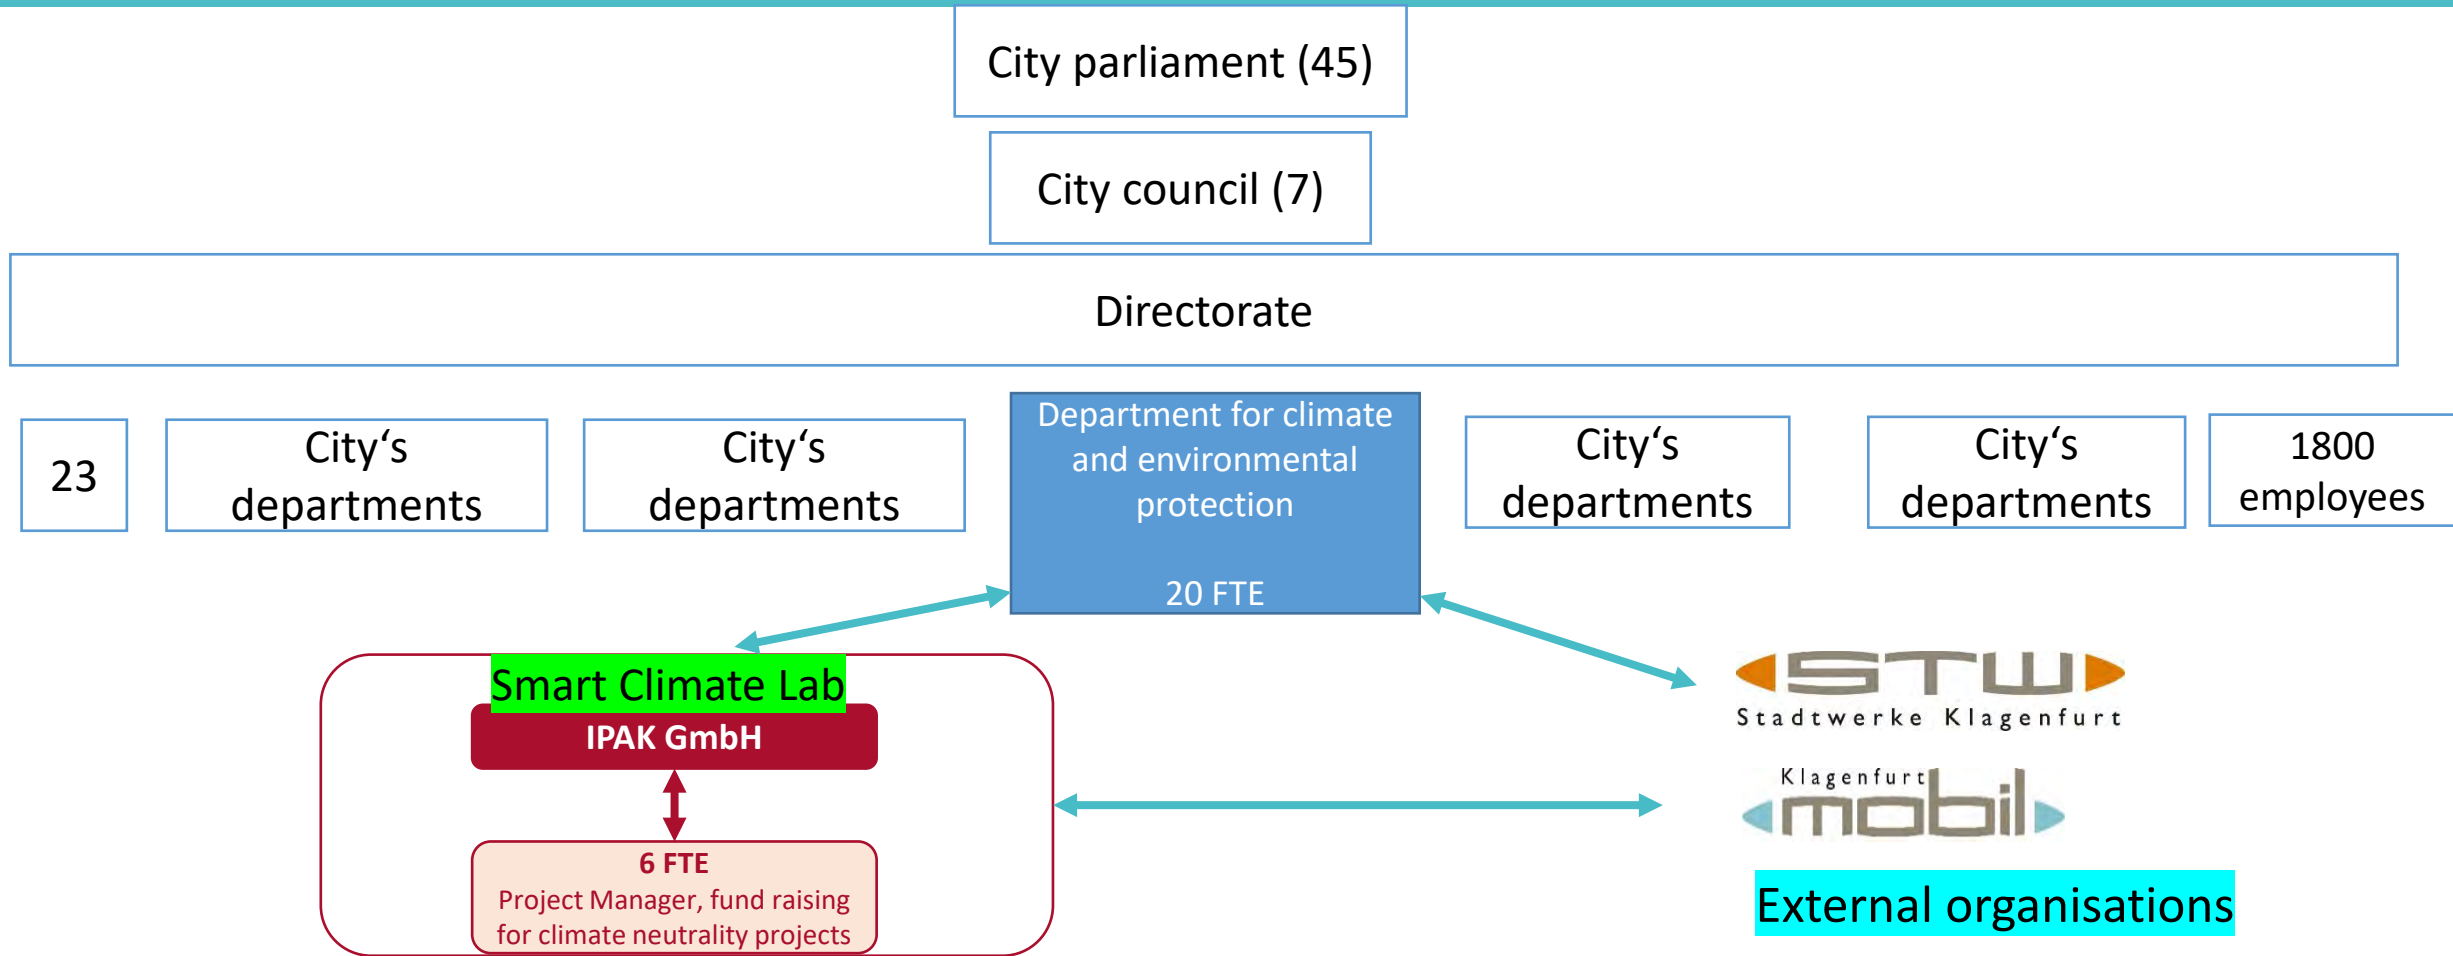 City parliament (45)
City council (7)
Directorate
23
City‘s
departments
City‘s
departments
Department for climate
and environmental
protection
20 FTE
City‘s
departments
City‘s
departments
1800
employees
Smart Climate Lab
IPAK GmbH
6 FTE
Project Manager, fund raising
for climate neutrality projects
STW
Stadtwerke Klagenfurt
Klagenfurt
mobil
External organisations